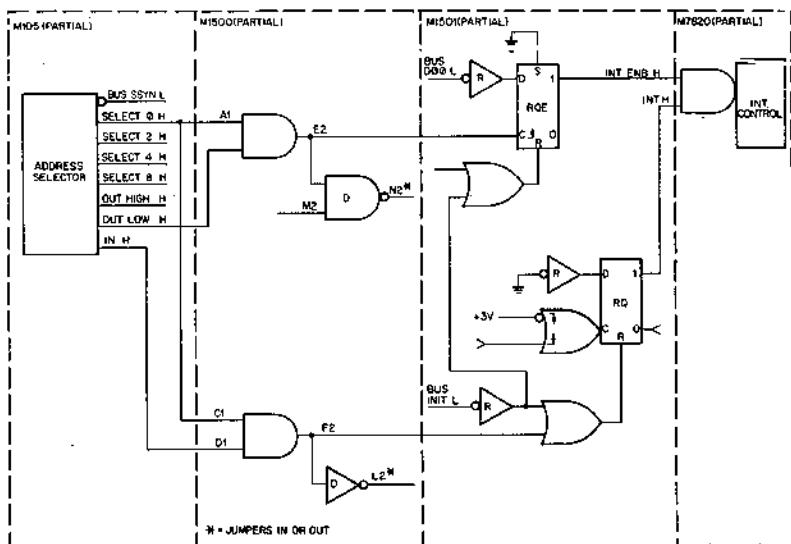 M105 (PARTIAL)
M1500 (PARTIAL)
M1501 (PARTIAL)
M7820 (PARTIAL)
BUS SSYN L
SELECT 0 H
SELECT 2 H
SELECT 4 H
SELECT 6 H
OUT HIGH H
OUT LOW H
IN H
ADDRESS
SELECTOR
A1
E2
D
N2*
M2
C1
D1
F2
D
L2*
* = JUMPERS IN OR OUT
BUS
D00 L
R
S
D 1
RQE
C 0
R
INT ENB H
INT H
INT.
CONTROL
R
D 1
RQ
C 0
R
+3V
BUS
INIT L
R